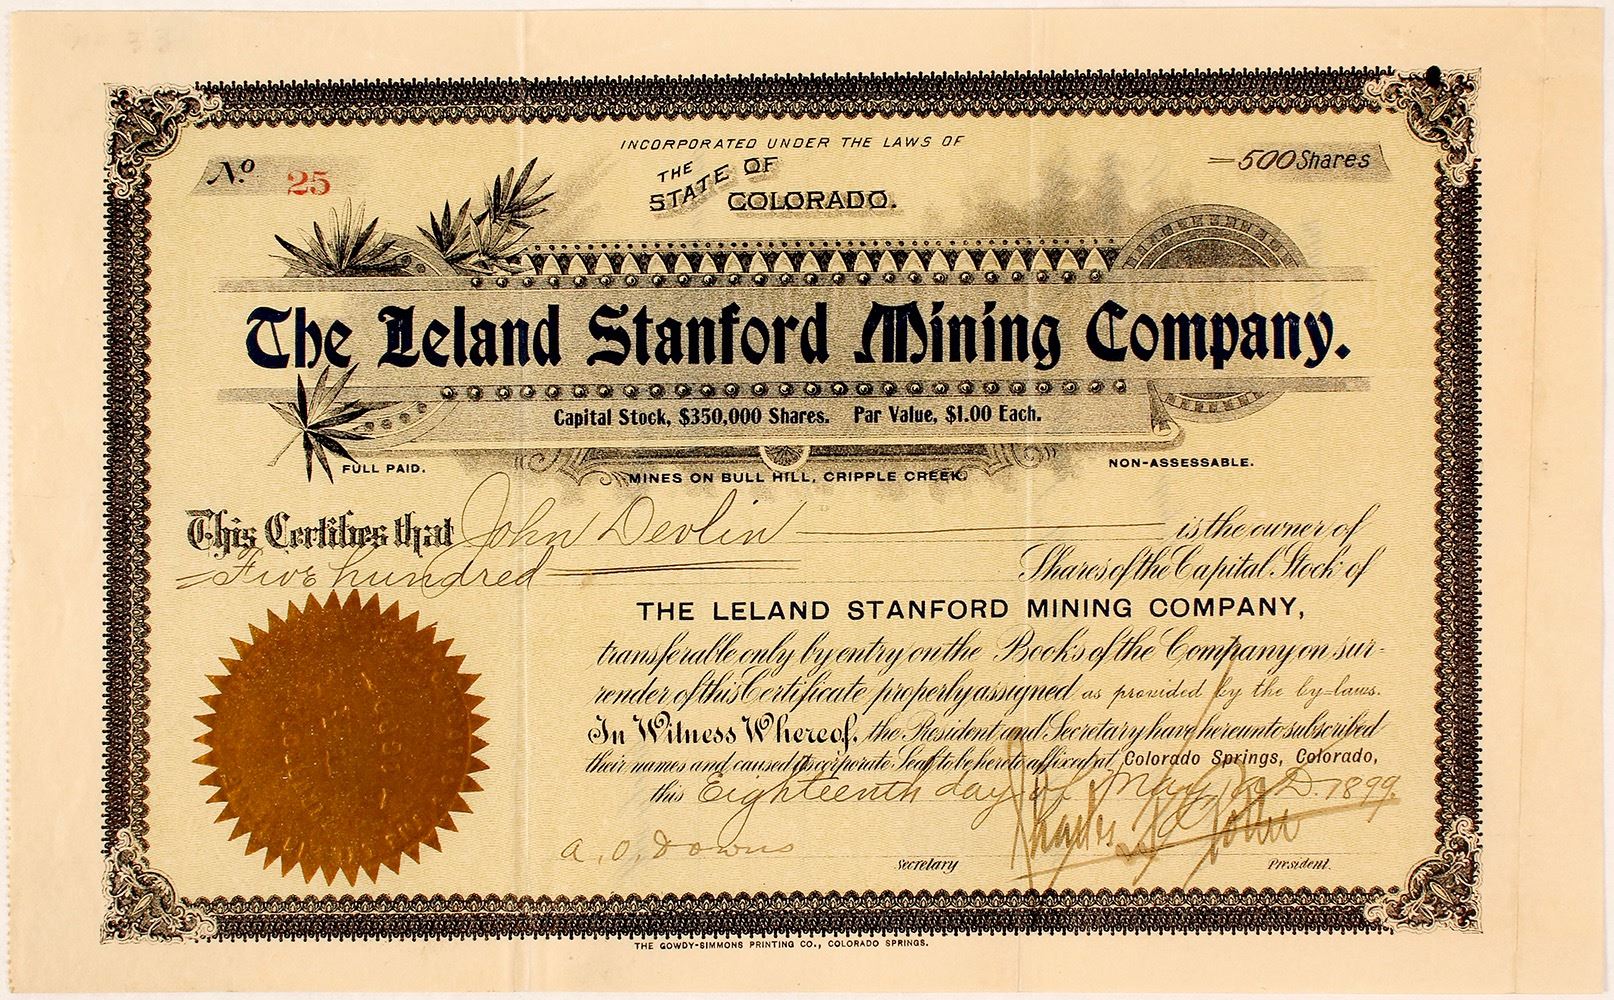 INCORPORATED UNDER THE LAWS OF
THE STATE OF COLORADO.
No. 25
500 Shares
The Leland Stanford Mining Company.
Capital Stock, $350,000 Shares. Par Value, $1.00 Each.
FULL PAID.
MINES ON BULL HILL, CRIPPLE CREEK.
NON-ASSESSABLE.
This Certifies that John Devlin is the owner of
Five hundred Shares of the Capital Stock of
THE LELAND STANFORD MINING COMPANY,
transferable only by entry on the Books of the Company on sur-
render of this Certificate properly assigned as provided by the by-laws.
In Witness Whereof, the President and Secretary have hereunto subscribed
their names and caused its corporate Seal to be hereto affixed at Colorado Springs, Colorado,
this Eighteenth day of May A.D. 1899.
A. O. Downs Secretary Charles President.
THE GOWDY-SIMMONS PRINTING CO., COLORADO SPRINGS.